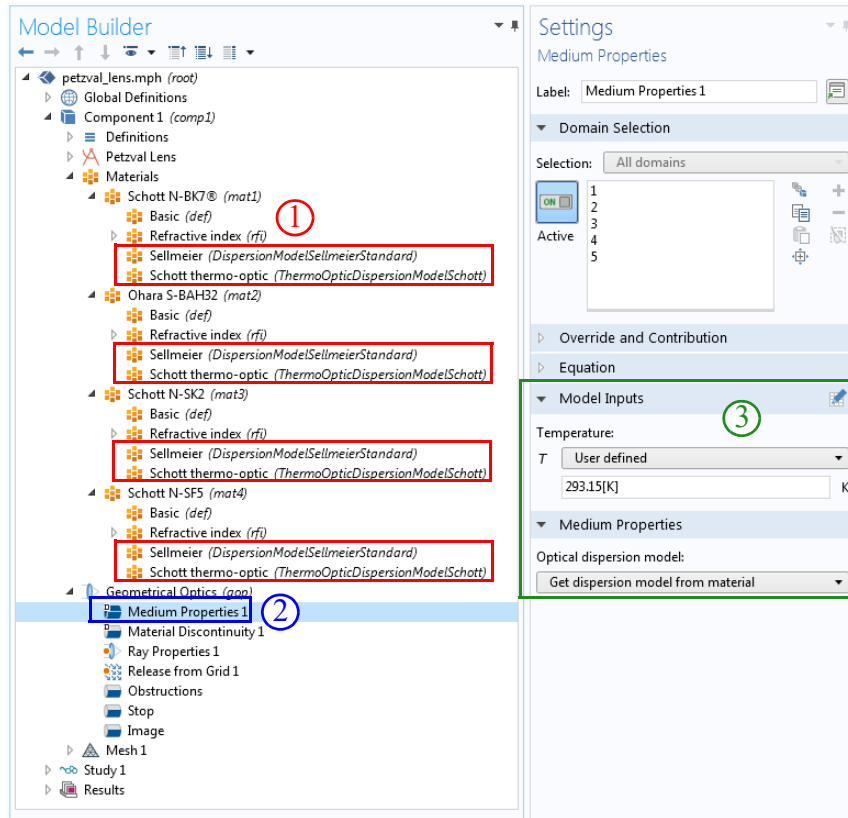 Model Builder
petzval_lens.mph (root)
Global Definitions
Component 1 (comp1)
Definitions
Petzval Lens
Materials
Schott N-BK7® (mat1)
Basic (def)
1
Refractive index (rfi)
Sellmeier (DispersionModelSellmeierStandard)
Schott thermo-optic (ThermoOpticDispersionModelSchott)
Ohara S-BAH32 (mat2)
Basic (def)
Refractive index (rfi)
Sellmeier (DispersionModelSellmeierStandard)
Schott thermo-optic (ThermoOpticDispersionModelSchott)
Schott N-SK2 (mat3)
Basic (def)
Refractive index (rfi)
Sellmeier (DispersionModelSellmeierStandard)
Schott thermo-optic (ThermoOpticDispersionModelSchott)
Schott N-SF5 (mat4)
Basic (def)
Refractive index (rfi)
Sellmeier (DispersionModelSellmeierStandard)
Schott thermo-optic (ThermoOpticDispersionModelSchott)
Geometrical Optics (gop)
Medium Properties 1
2
Material Discontinuity 1
Ray Properties 1
Release from Grid 1
Obstructions
Stop
Image
Mesh 1
Study 1
Results
Settings
Medium Properties
Label: Medium Properties 1
Domain Selection
Selection: All domains
ON
Active
1
2
3
4
5
Override and Contribution
Equation
Model Inputs
3
Temperature:
T User defined
293.15[K] K
Medium Properties
Optical dispersion model:
Get dispersion model from material